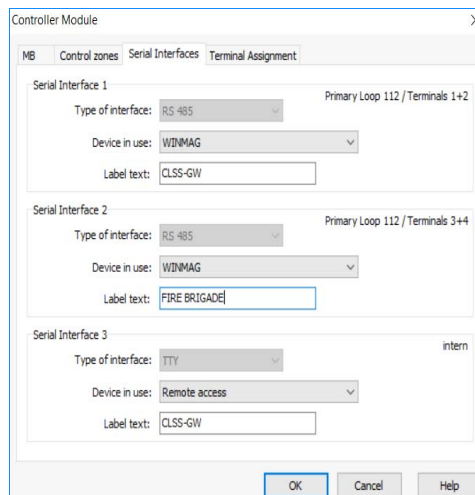 Controller Module
MB Control zones Serial Interfaces Terminal Assignment
Serial Interface 1
Primary Loop 112 / Terminals 1+2
Type of interface: RS 485
Device in use: WINMAG
Label text: CLSS-GW
Serial Interface 2
Primary Loop 112 / Terminals 3+4
Type of interface: RS 485
Device in use: WINMAG
Label text: FIRE BRIGADE
Serial Interface 3
intern
Type of interface: TTY
Device in use: Remote access
Label text: CLSS-GW
OK Cancel Help